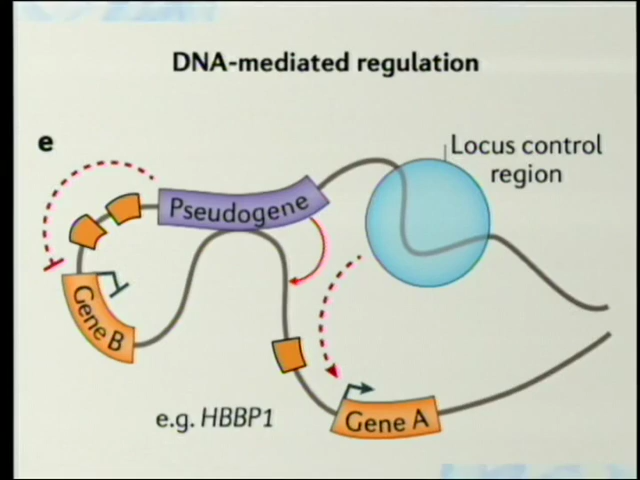 DNA-mediated regulation
e
Locus control
region
Pseudogene
Gene B
e.g. HBBP1
Gene A